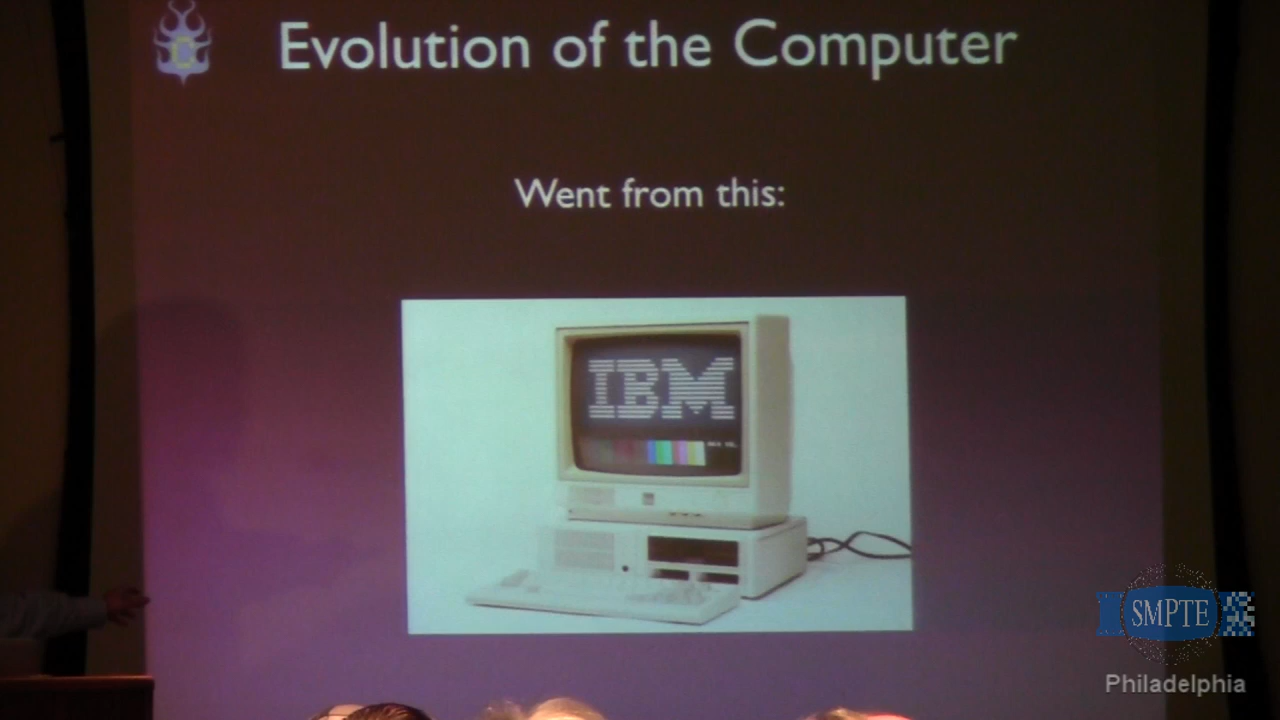 Evolution of the Computer
Went from this:
IBM
SMPTE
Philadelphia